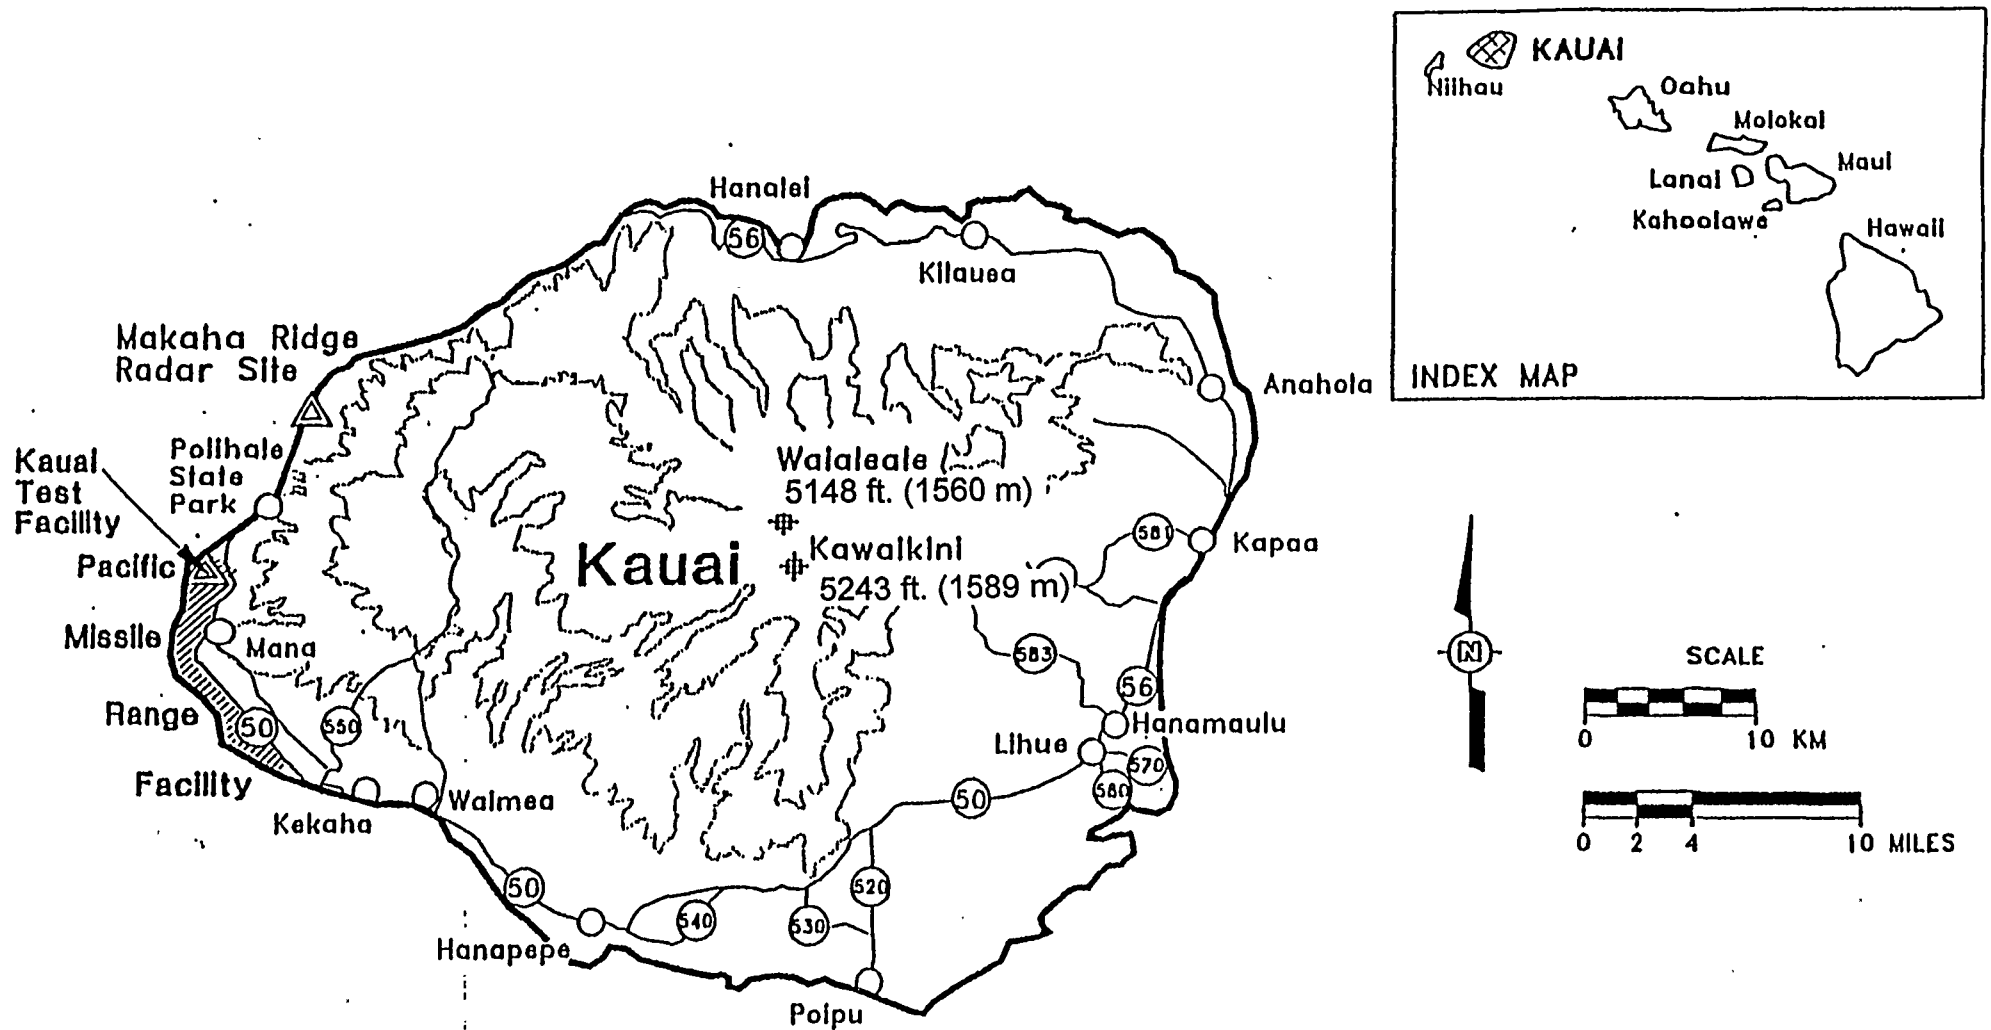 KAUAI
Niihau
Oahu
Molokai
Maui
Lanai
Kahoolawe
Hawaii
INDEX MAP
Hanalei
56
Kilauea
Makaha Ridge
Radar Site
Anahola
Polihale
State
Park
Kauai
Test
Facility
Waialeale
5148 ft. (1560 m)
Kauai
Kawaikini
5243 ft. (1589 m)
581
Kapaa
Pacific
Missile
Range
Facility
Mana
583
56
Hanamaulu
Lihue
570
580
50
550
Kekaha
Waimea
50
50
520
540
530
Hanapepe
Poipu
N
SCALE
0 10 KM
0 2 4 10 MILES